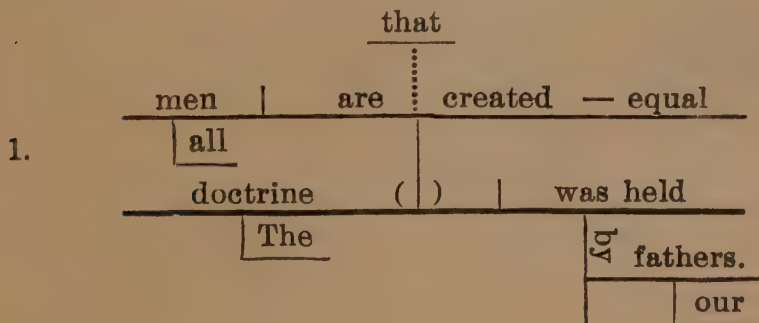 that
men | are created — equal
all
1.
doctrine ( ) | was held
The
by fathers.
our